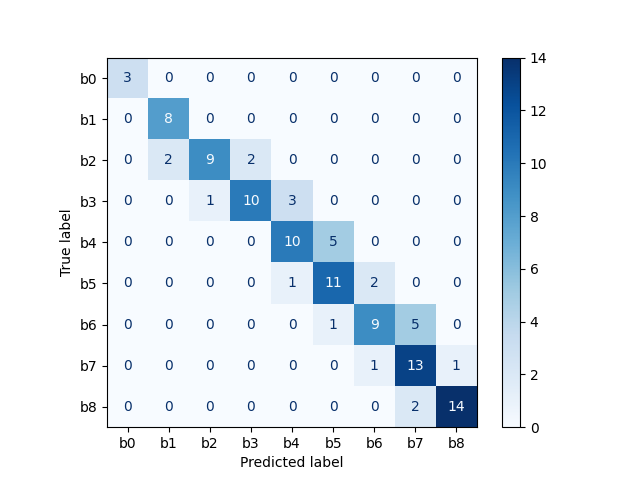 b0 3 0 0 0 0 0 0 0 0
b1 0 8 0 0 0 0 0 0 0
b2 0 2 9 2 0 0 0 0 0
b3 0 0 1 10 3 0 0 0 0
b4 0 0 0 0 10 5 0 0 0
b5 0 0 0 0 1 11 2 0 0
b6 0 0 0 0 0 1 9 5 0
b7 0 0 0 0 0 0 1 13 1
b8 0 0 0 0 0 0 0 2 14
b0 b1 b2 b3 b4 b5 b6 b7 b8
Predicted label
True label
14
12
10
8
6
4
2
0